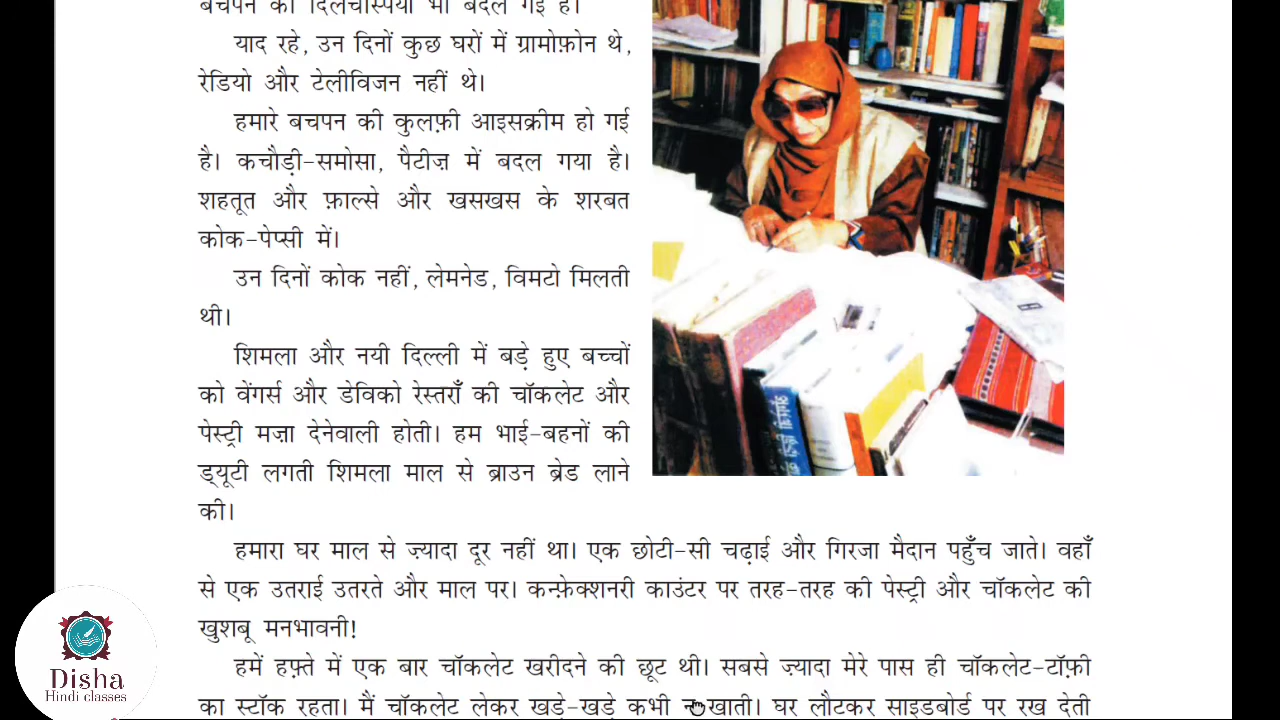 बचपन की दिलचस्पियाँ भी बदल गई हैं।
याद रहे, उन दिनों कुछ घरों में ग्रामोफ़ोन थे,
रेडियो और टेलीविजन नहीं थे।
हमारे बचपन की कुलफ़ी आइसक्रीम हो गई
है। कचौड़ी-समोसा, पैटीज़ में बदल गया है।
शहतूत और फ़ाल्से और खसखस के शरबत
कोक-पेप्सी में।
उन दिनों कोक नहीं, लेमनेड, विमटो मिलती
थी।
शिमला और नयी दिल्ली में बड़े हुए बच्चों
को वेंगर्स और डेविको रेस्तराँ की चॉकलेट और
पेस्ट्री मज़ा देनेवाली होती। हम भाई-बहनों की
ड्यूटी लगती शिमला माल से ब्राउन ब्रेड लाने
की।
हमारा घर माल से ज़्यादा दूर नहीं था। एक छोटी-सी चढ़ाई और गिरजा मैदान पहुँच जाते। वहाँ
से एक उतराई उतरते और माल पर। कन्फ़ेक्शनरी काउंटर पर तरह-तरह की पेस्ट्री और चॉकलेट की
खुशबू मनभावनी!
हमें हफ़्ते में एक बार चॉकलेट खरीदने की छूट थी। सबसे ज़्यादा मेरे पास ही चॉकलेट-टॉफ़ी
का स्टॉक रहता। मैं चॉकलेट लेकर खड़े-खड़े कभी न खाती। घर लौटकर साइडबोर्ड पर रख देती
Disha
Hindi classes